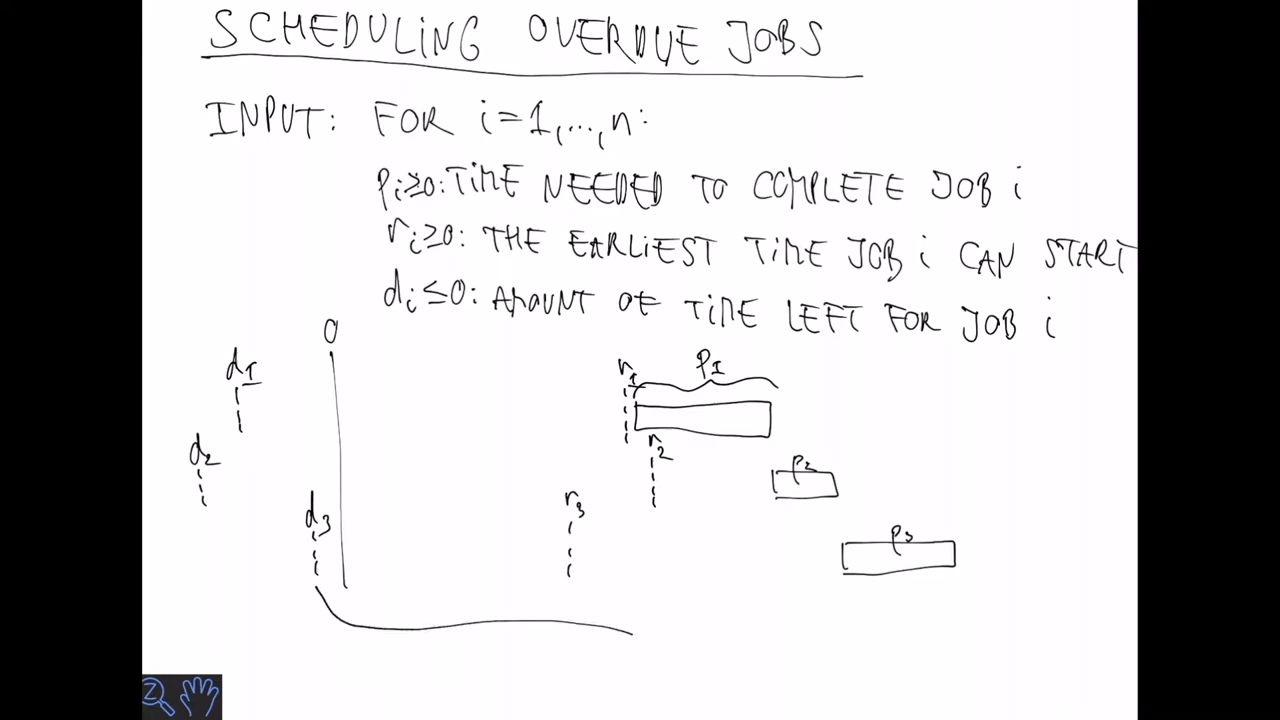 SCHEDULING OVERDUE JOBS
INPUT: FOR i=1,...,n:
pi≥0: TIME NEEDED TO COMPLETE JOB i
ri≥0: THE EARLIEST TIME JOB i CAN START
di≤0: AMOUNT OF TIME LEFT FOR JOB i
0
d1 r1 p1
d2 r2 p2
d3 r3 p3
Z